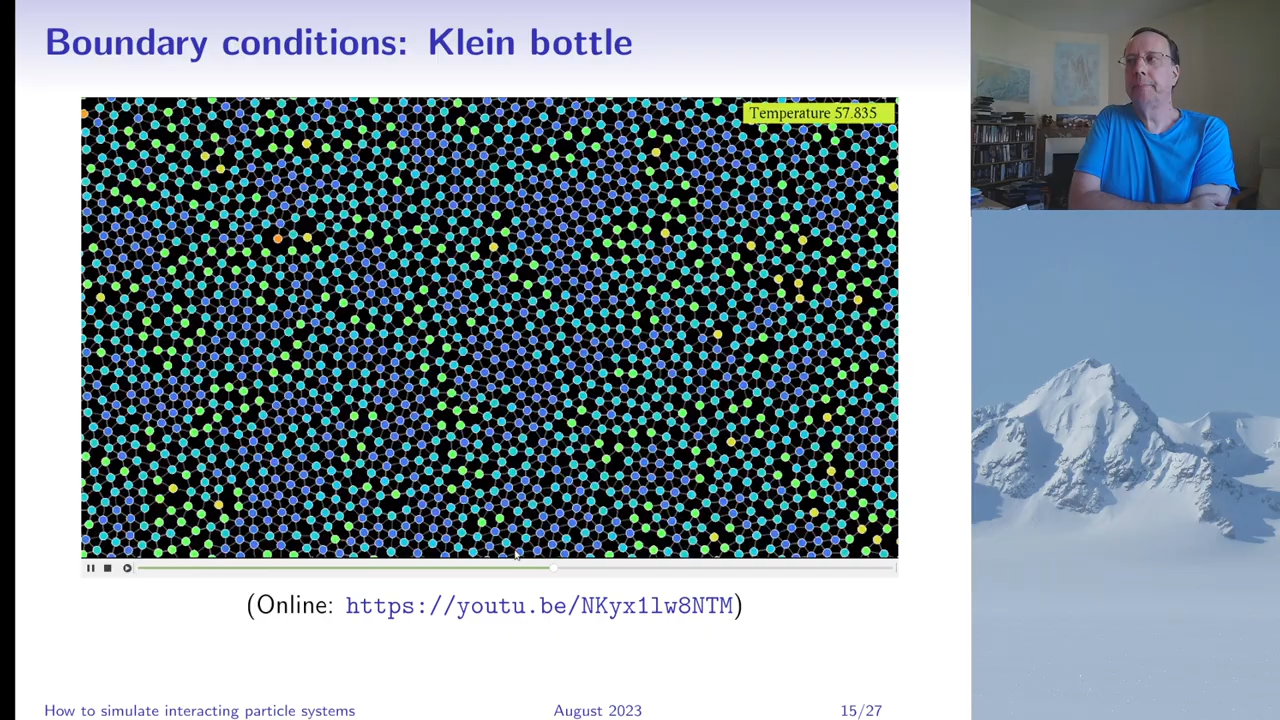 Boundary conditions: Klein bottle
Temperature 57.835
(Online: https://youtu.be/NKyx1lw8NTM)
How to simulate interacting particle systems August 2023 15/27